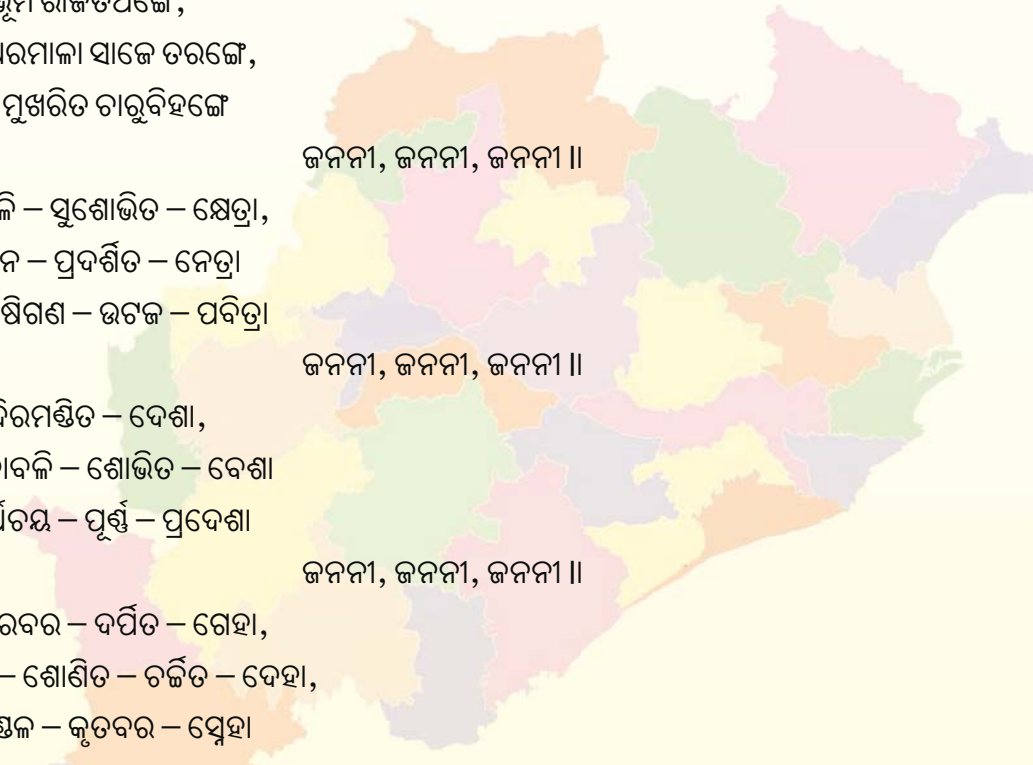 ରାଜିତଅଙ୍ଗେ,
ସାଜେ ତରଙ୍ଗେ,
ମୁଖରିତ ଚାରୁବିହଙ୍ଗେ
ଜନନୀ, ଜନନୀ, ଜନନୀ॥
– ସୁଶୋଭିତ – କ୍ଷେତ୍ରା,
– ପ୍ରଦର୍ଶିତ – ନେତ୍ରା
– ଉଟଜ – ପବିତ୍ରା
ଜନନୀ, ଜନନୀ, ଜନନୀ॥
– ଦେଶା,
– ଶୋଭିତ – ବେଶା
– ପୂର୍ଣ୍ଣ – ପ୍ରଦେଶା
ଜନନୀ, ଜନନୀ, ଜନନୀ॥
– ଦର୍ପିତ – ଗେହା,
– ଶୋଣିତ – ଚର୍ଚ୍ଚିତ – ଦେହା,
– କୃତବର – ସ୍ନେହା